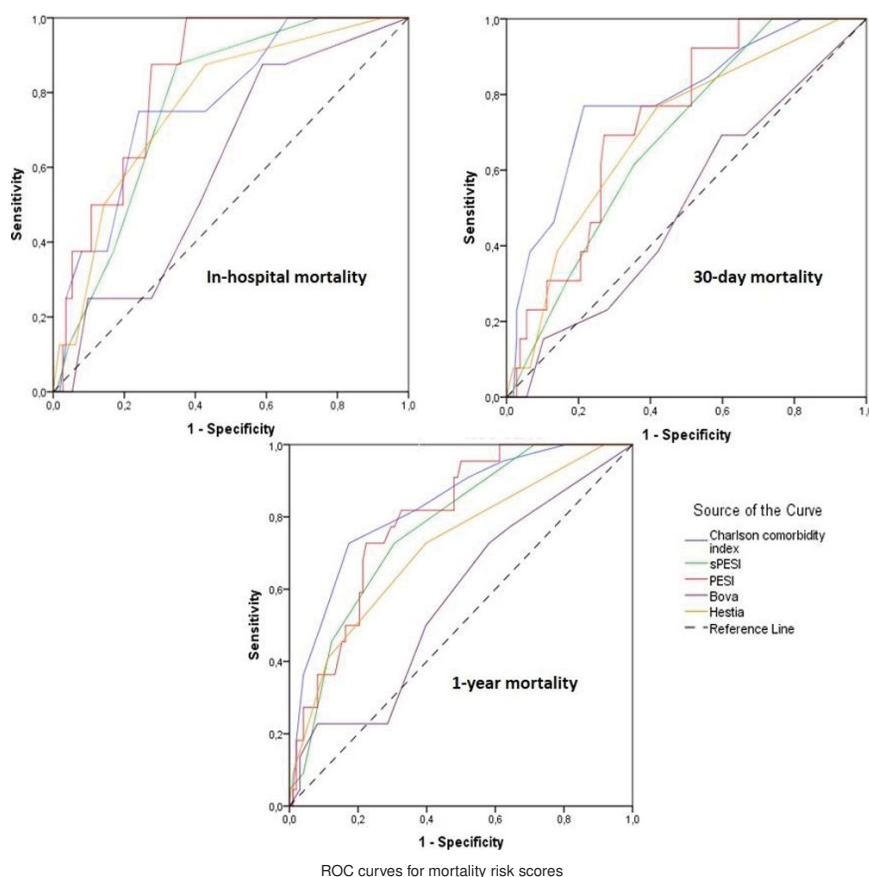 1,0
0,8
0,6
0,4
0,2
0,0
Sensitivity
In-hospital mortality
0,0 0,2 0,4 0,6 0,8 1,0
1 - Specificity
1,0
0,8
0,6
0,4
0,2
0,0
Sensitivity
30-day mortality
0,0 0,2 0,4 0,6 0,8 1,0
1 - Specificity
1,0
0,8
0,6
0,4
0,2
0,0
Sensitivity
1-year mortality
0,0 0,2 0,4 0,6 0,8 1,0
1 - Specificity
Source of the Curve
Charlson comorbidity
index
sPESI
PESI
Bova
Hestia
Reference Line
ROC curves for mortality risk scores